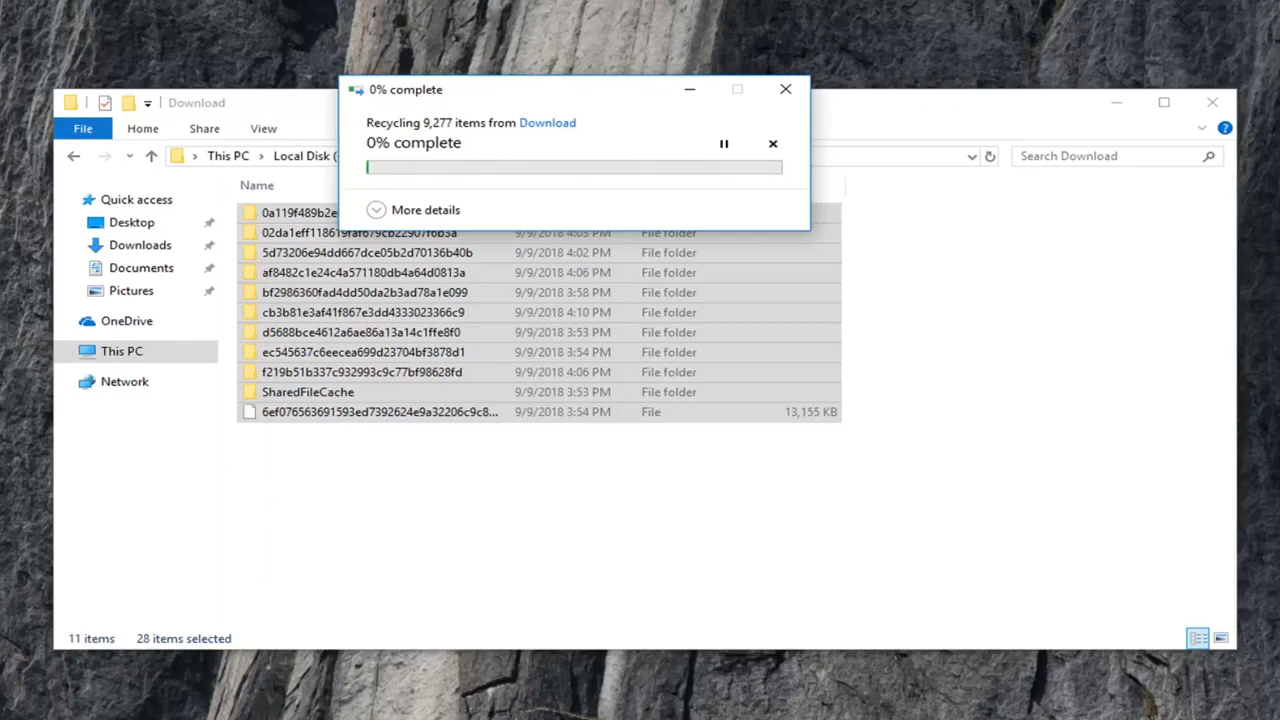 0% complete
Recycling 9,277 items from Download
0% complete
More details
Download
File Home Share View
This PC Local Disk (
Search Download
Quick access
Desktop
Downloads
Documents
Pictures
OneDrive
This PC
Network
Name
0a119f489b2e
02da1eff118619faf679cb22907f6b3a 9/9/2018 4:05 PM File folder
5d73206e94dd667dce05b2d70136b40b 9/9/2018 4:02 PM File folder
af8482c1e24c4a571180db4a64d0813a 9/9/2018 4:06 PM File folder
bf2986360fad4dd50da2b3ad78a1e099 9/9/2018 3:58 PM File folder
cb3b81e3af41f867e3dd4333023366c9 9/9/2018 4:10 PM File folder
d5688bce4612a6ae86a13a14c1ffe8f0 9/9/2018 3:53 PM File folder
ec545637c6eecea699d23704bf3878d1 9/9/2018 3:54 PM File folder
f219b51b337c932993c9c77bf98628fd 9/9/2018 4:06 PM File folder
SharedFileCache 9/9/2018 3:53 PM File folder
6ef076563691593ed7392624e9a32206c9c8... 9/9/2018 3:54 PM File 13,155 KB
11 items 28 items selected